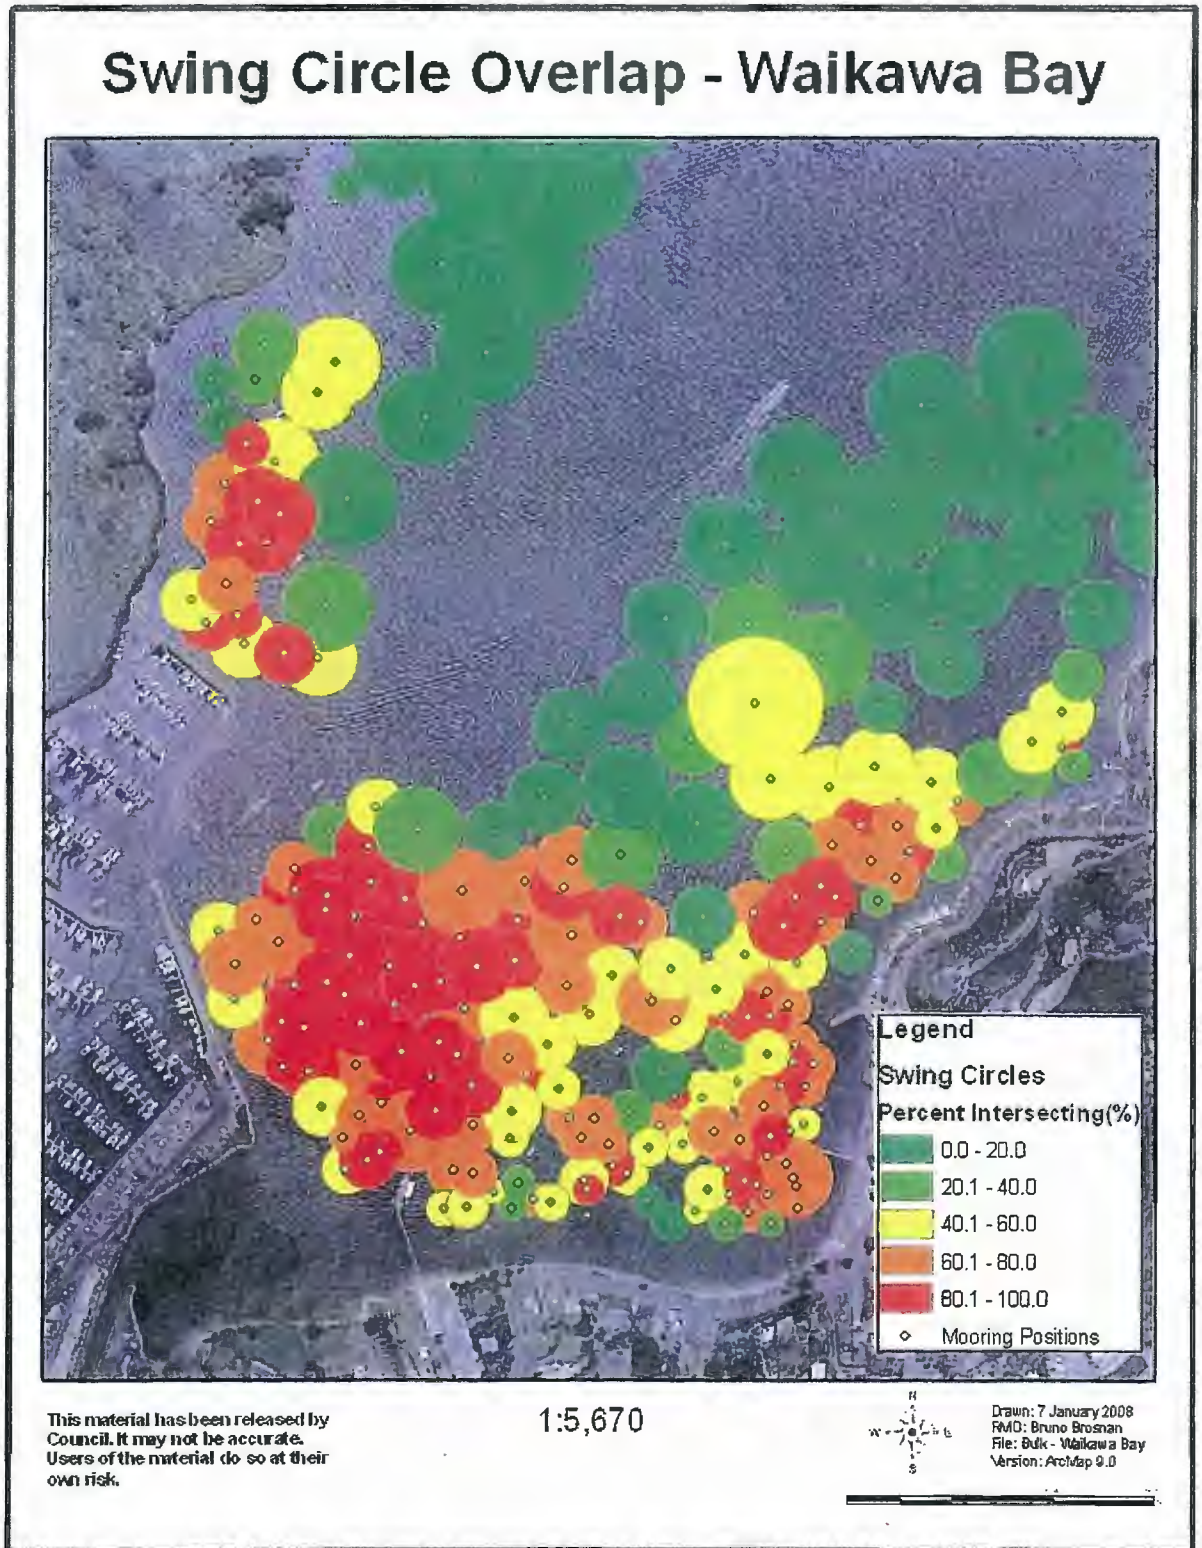 Swing Circle Overlap - Waikawa Bay
Legend
Swing Circles
Percent Intersecting(%)
0.0 - 20.0
20.1 - 40.0
40.1 - 60.0
60.1 - 80.0
80.1 - 100.0
Mooring Positions
This material has been released by
Council. It may not be accurate.
Users of the material do so at their
own risk.
1:5,670
N
W
E
S
Drawn: 7 January 2008
RMD: Bruno Brosnan
File: Bulk - Waikawa Bay
Version: ArcMap 9.0